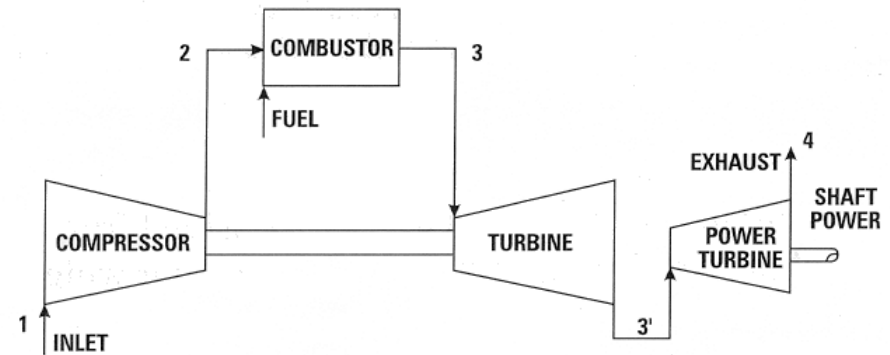 2
COMBUSTOR
3
FUEL
4
EXHAUST
SHAFT
POWER
COMPRESSOR
TURBINE
POWER
TURBINE
1
INLET
3'